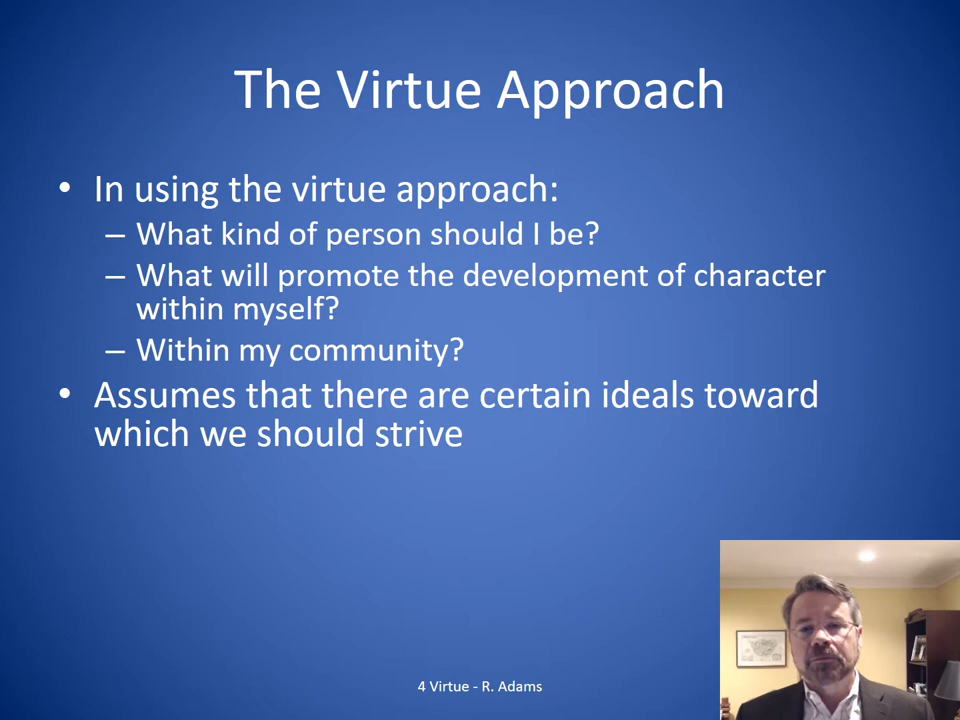 The Virtue Approach
• In using the virtue approach:
– What kind of person should I be?
– What will promote the development of character
within myself?
– Within my community?
• Assumes that there are certain ideals toward
which we should strive
4 Virtue - R. Adams